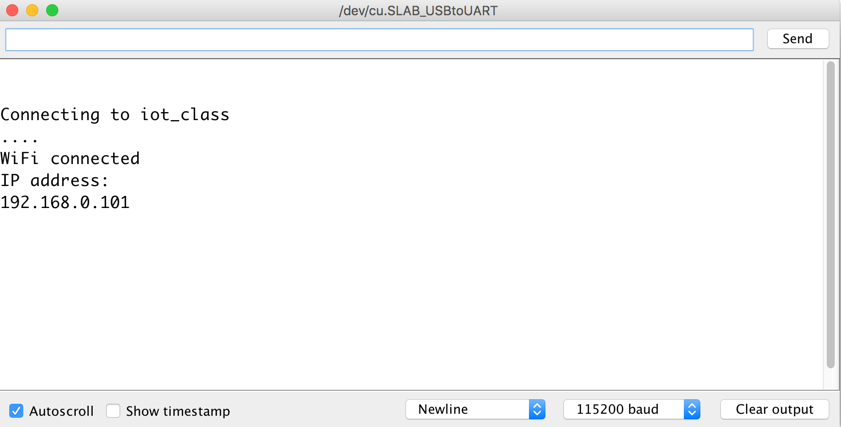 /dev/cu.SLAB_USBtoUART
Send
Connecting to iot_class
....
WiFi connected
IP address:
192.168.0.101
Autoscroll
Show timestamp
Newline
115200 baud
Clear output